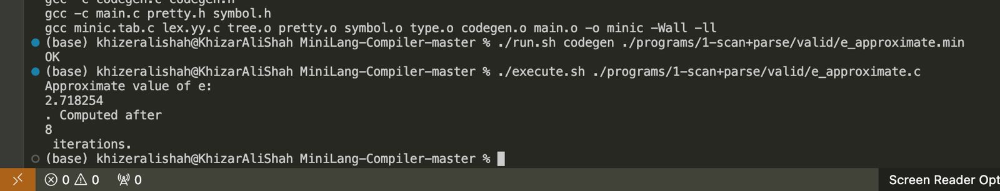 gcc -c codegen.c codegen.h
gcc -c main.c pretty.h symbol.h
gcc minic.tab.c lex.yy.c tree.o pretty.o symbol.o type.o codegen.o main.o -o minic -Wall -ll
(base) khizeralishah@KhizarAliShah MiniLang-Compiler-master % ./run.sh codegen ./programs/1-scan+parse/valid/e_approximate.min
OK
(base) khizeralishah@KhizarAliShah MiniLang-Compiler-master % ./execute.sh ./programs/1-scan+parse/valid/e_approximate.c
Approximate value of e:
2.718254
. Computed after
8
 iterations.
(base) khizeralishah@KhizarAliShah MiniLang-Compiler-master %
0 0 0 Screen Reader Opt